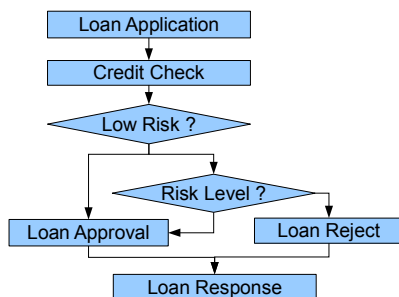 Loan Application
Credit Check
Low Risk ?
Risk Level ?
Loan Approval
Loan Reject
Loan Response